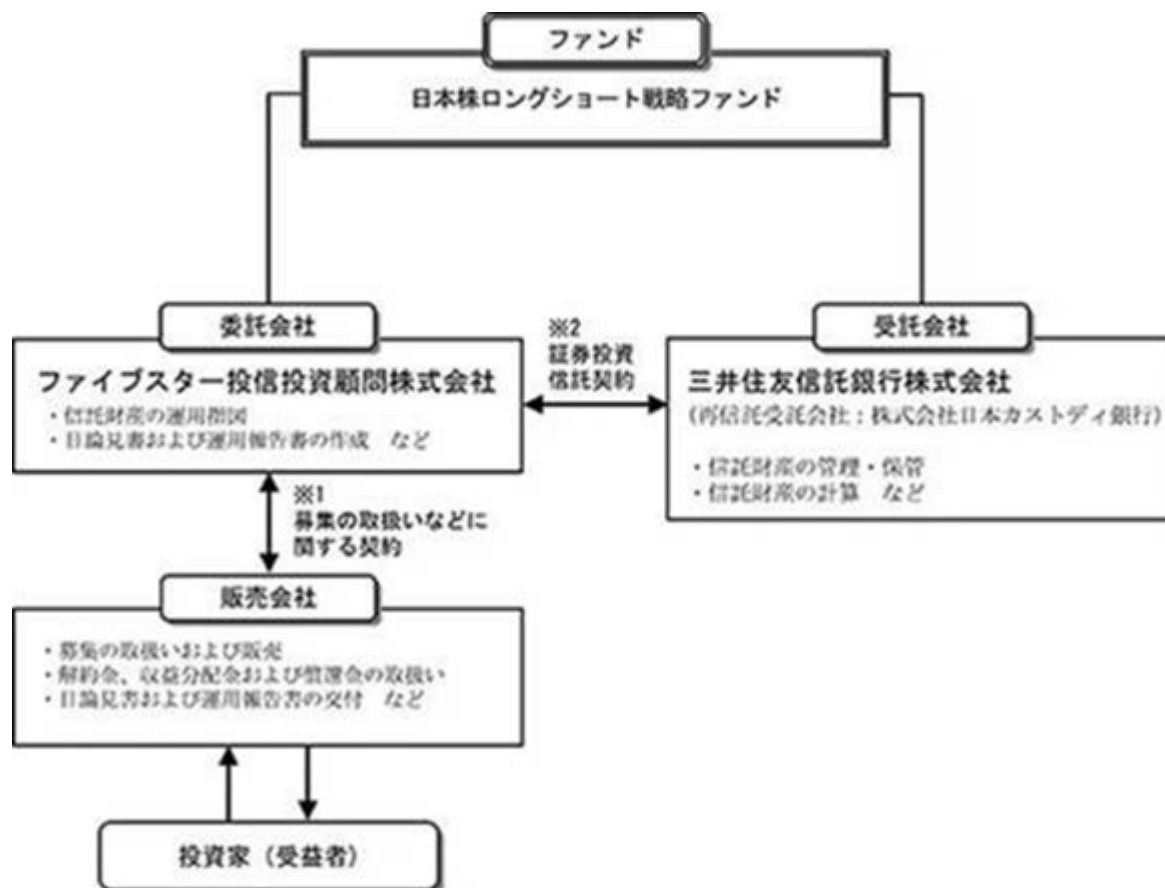 ファンド
日本株ロングショート戦略ファンド
委託会社
ファイブスター投信投資顧問株式会社
・信託財産の運用指図
・目論見書および運用報告書の作成 など
※2
証券投資
信託契約
受託会社
三井住友信託銀行株式会社
(再信託受託会社：株式会社日本カストディ銀行)
・信託財産の管理・保管
・信託財産の計算 など
※1
募集の取扱いなどに
関する契約
販売会社
・募集の取扱いおよび販売
・解約金、収益分配金および償還金の取扱い
・目論見書および運用報告書の交付 など
投資家（受益者）